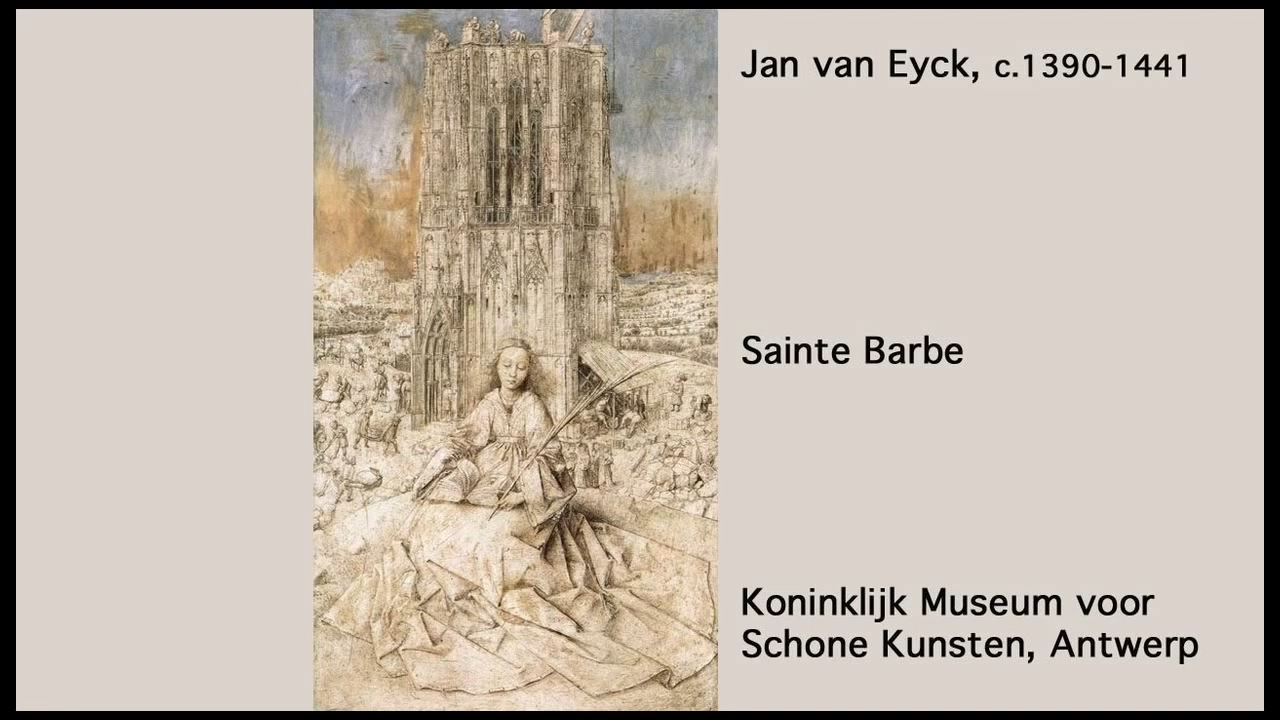 Jan van Eyck, c.1390-1441
Sainte Barbe
Koninklijk Museum voor
Schone Kunsten, Antwerp